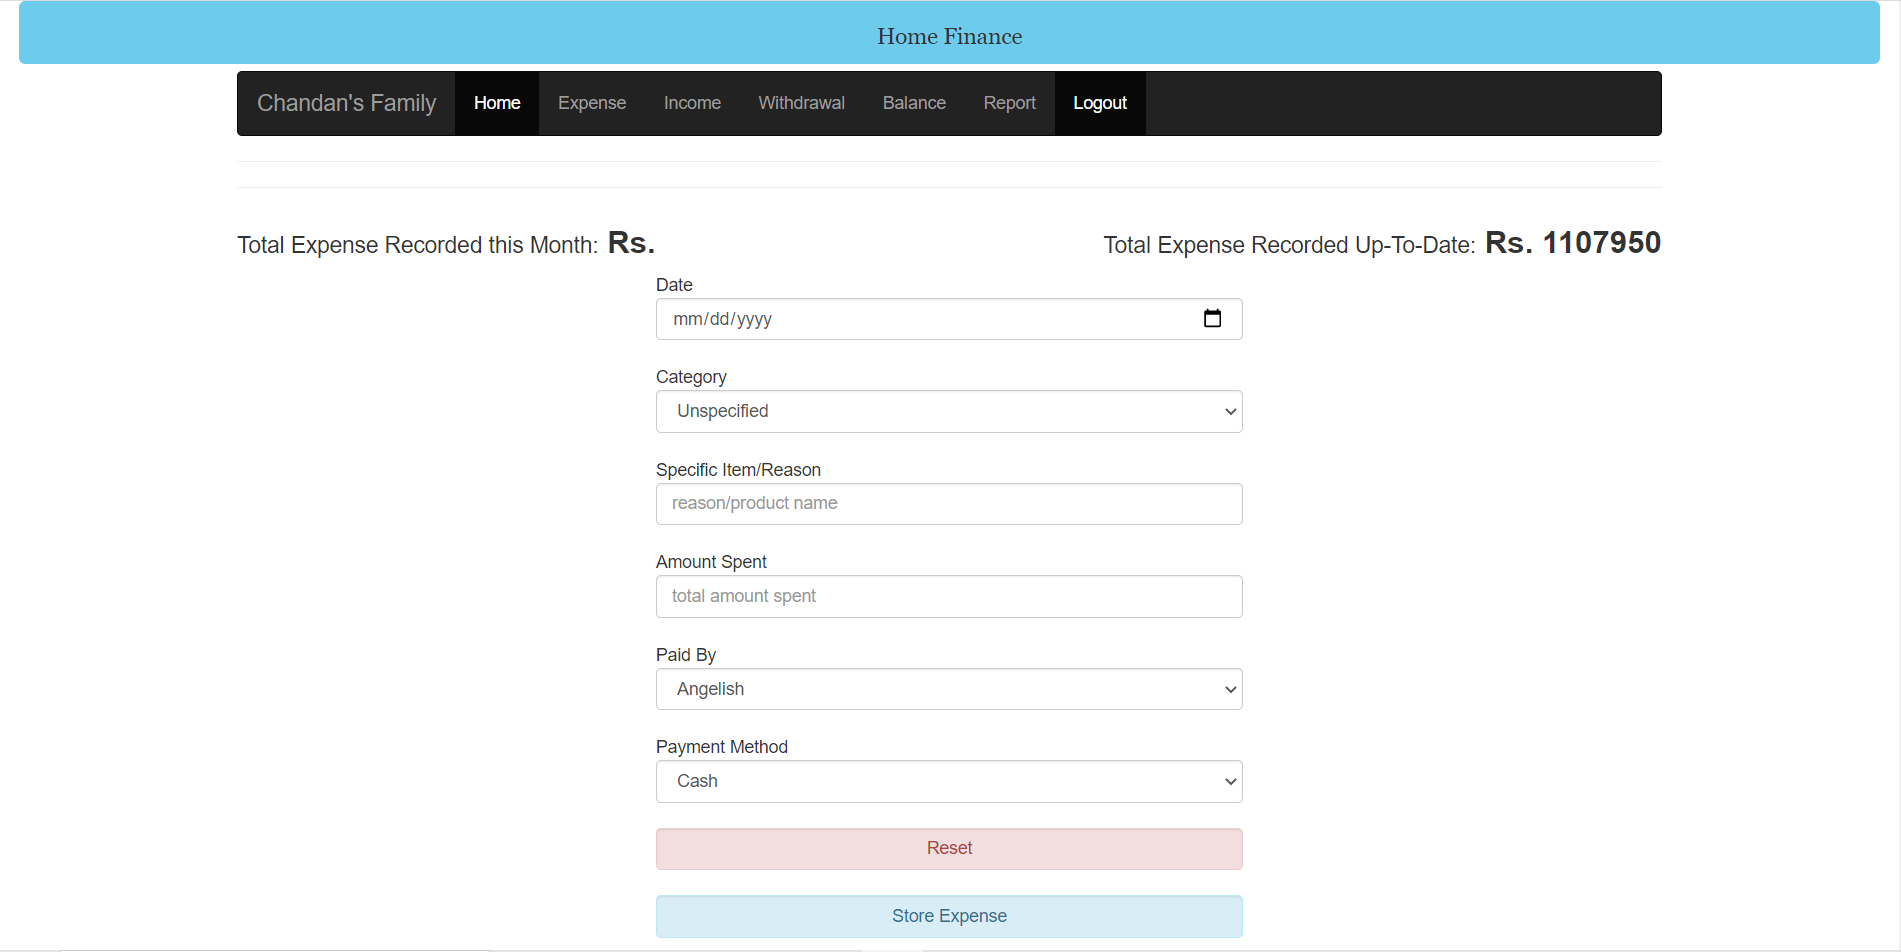 Home Finance
Chandan's Family Home Expense Income Withdrawal Balance Report Logout
Total Expense Recorded this Month: Rs. Total Expense Recorded Up-To-Date: Rs. 1107950
Date
mm/dd/yyyy
Category
Unspecified
Specific Item/Reason
reason/product name
Amount Spent
total amount spent
Paid By
Angelish
Payment Method
Cash
Reset
Store Expense